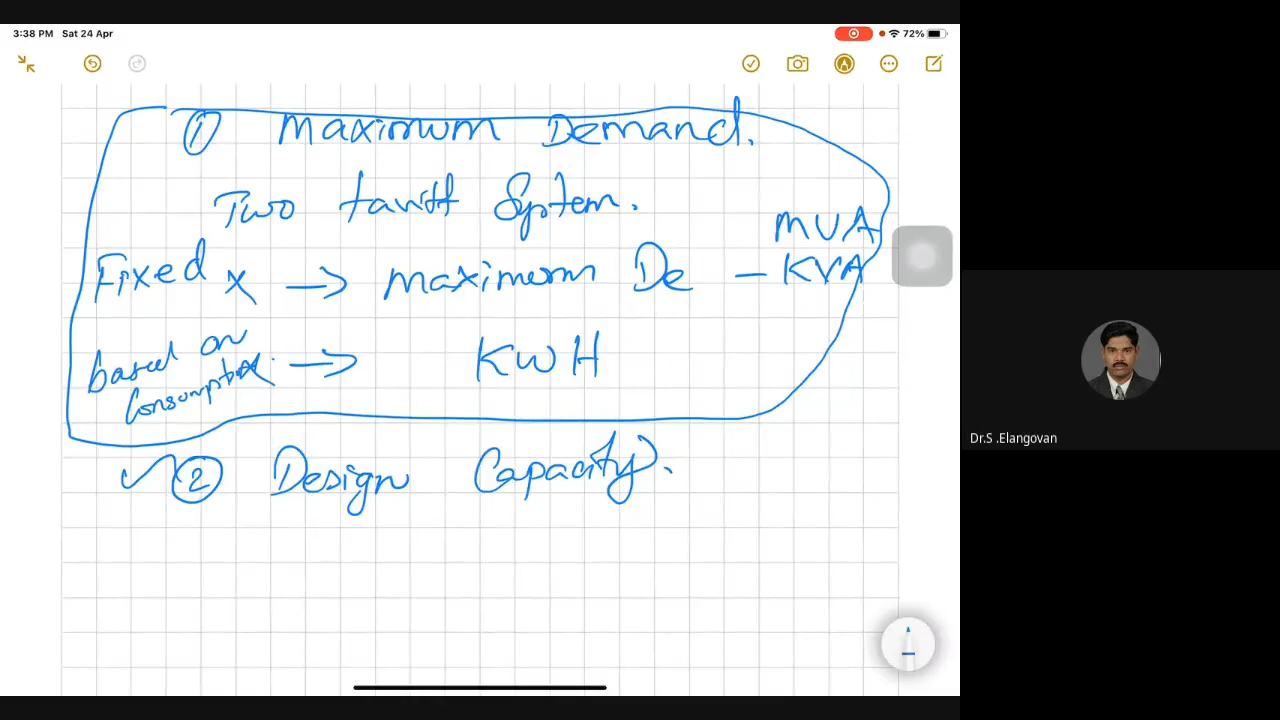 3:38 PM Sat 24 Apr
72%
① Maximum Demand.
Two tariff System.
MVA
Fixed x → maximum De - KVA
based on
consumption → KWH
② Design Capacity.
Dr.S .Elangovan